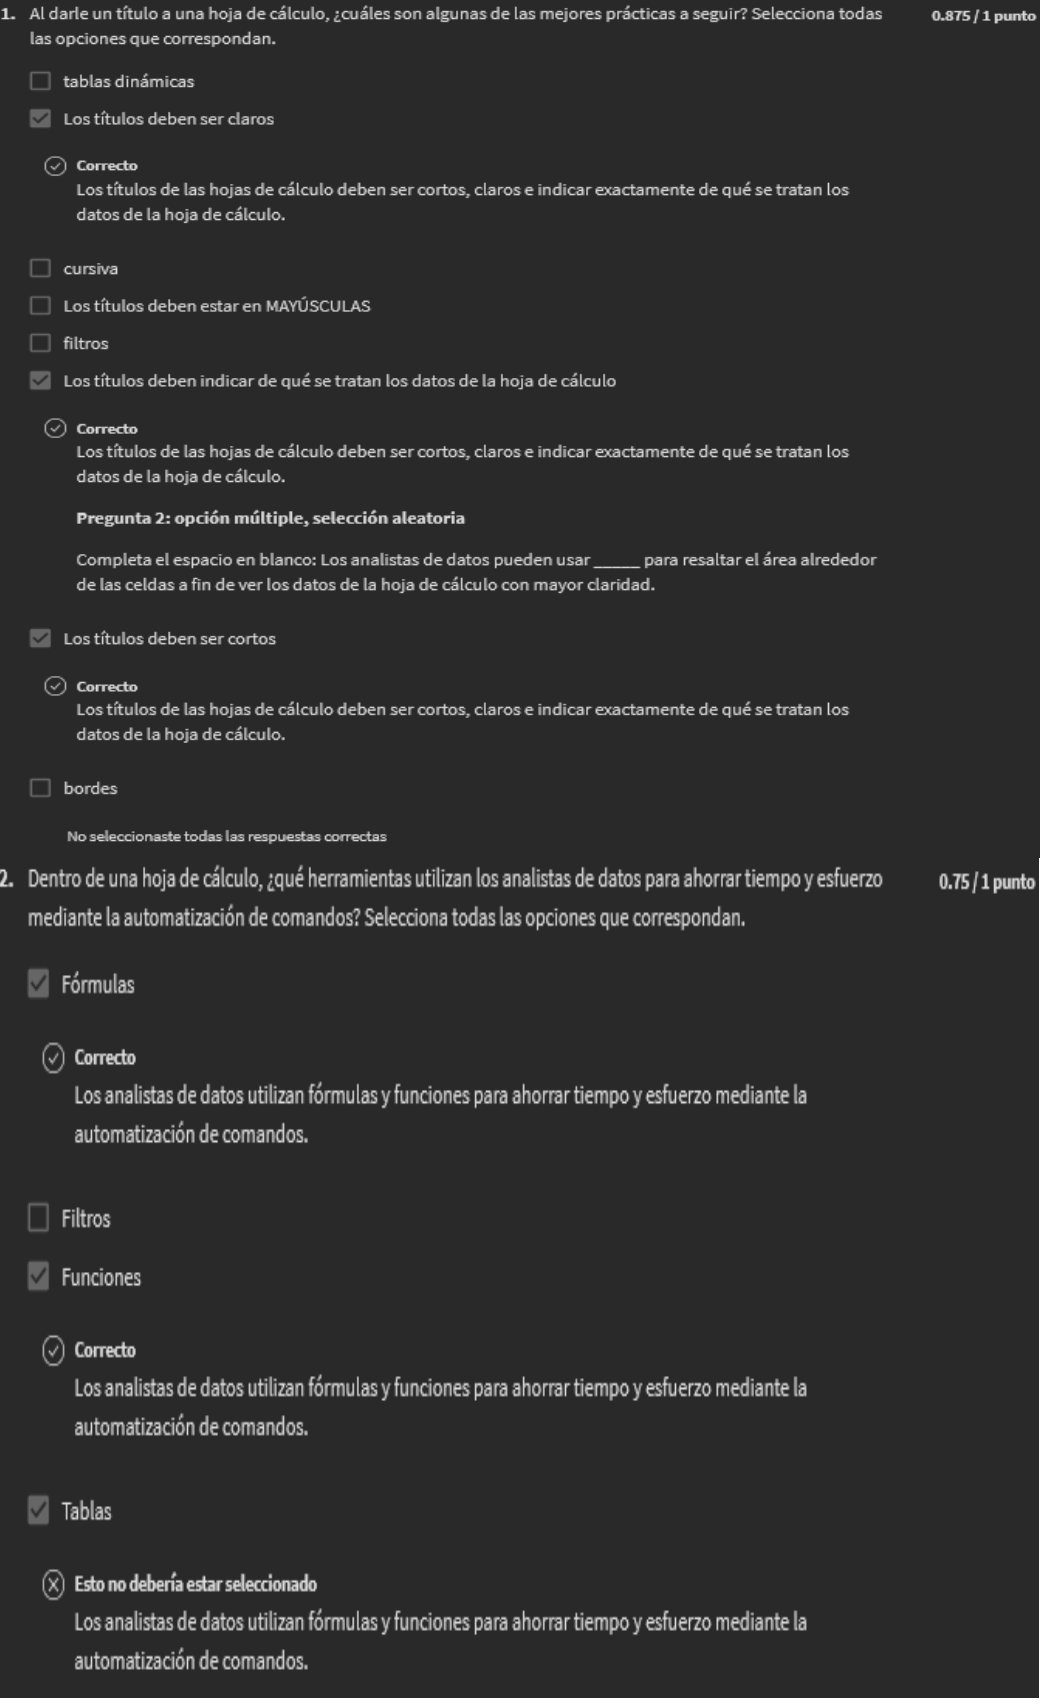 1. Al darle un título a una hoja de cálculo, ¿cuáles son algunas de las mejores prácticas a seguir? Selecciona todas 0.875 / 1 punto
las opciones que correspondan.
tablas dinámicas
Los títulos deben ser claros
Correcto
Los títulos de las hojas de cálculo deben ser cortos, claros e indicar exactamente de qué se tratan los
datos de la hoja de cálculo.
cursiva
Los títulos deben estar en MAYÚSCULAS
filtros
Los títulos deben indicar de qué se tratan los datos de la hoja de cálculo
Correcto
Los títulos de las hojas de cálculo deben ser cortos, claros e indicar exactamente de qué se tratan los
datos de la hoja de cálculo.
Pregunta 2: opción múltiple, selección aleatoria
Completa el espacio en blanco: Los analistas de datos pueden usar _____ para resaltar el área alrededor
de las celdas a fin de ver los datos de la hoja de cálculo con mayor claridad.
Los títulos deben ser cortos
Correcto
Los títulos de las hojas de cálculo deben ser cortos, claros e indicar exactamente de qué se tratan los
datos de la hoja de cálculo.
bordes
No seleccionaste todas las respuestas correctas
2. Dentro de una hoja de cálculo, ¿qué herramientas utilizan los analistas de datos para ahorrar tiempo y esfuerzo 0.75 / 1 punto
mediante la automatización de comandos? Selecciona todas las opciones que correspondan.
Fórmulas
Correcto
Los analistas de datos utilizan fórmulas y funciones para ahorrar tiempo y esfuerzo mediante la
automatización de comandos.
Filtros
Funciones
Correcto
Los analistas de datos utilizan fórmulas y funciones para ahorrar tiempo y esfuerzo mediante la
automatización de comandos.
Tablas
Esto no debería estar seleccionado
Los analistas de datos utilizan fórmulas y funciones para ahorrar tiempo y esfuerzo mediante la
automatización de comandos.